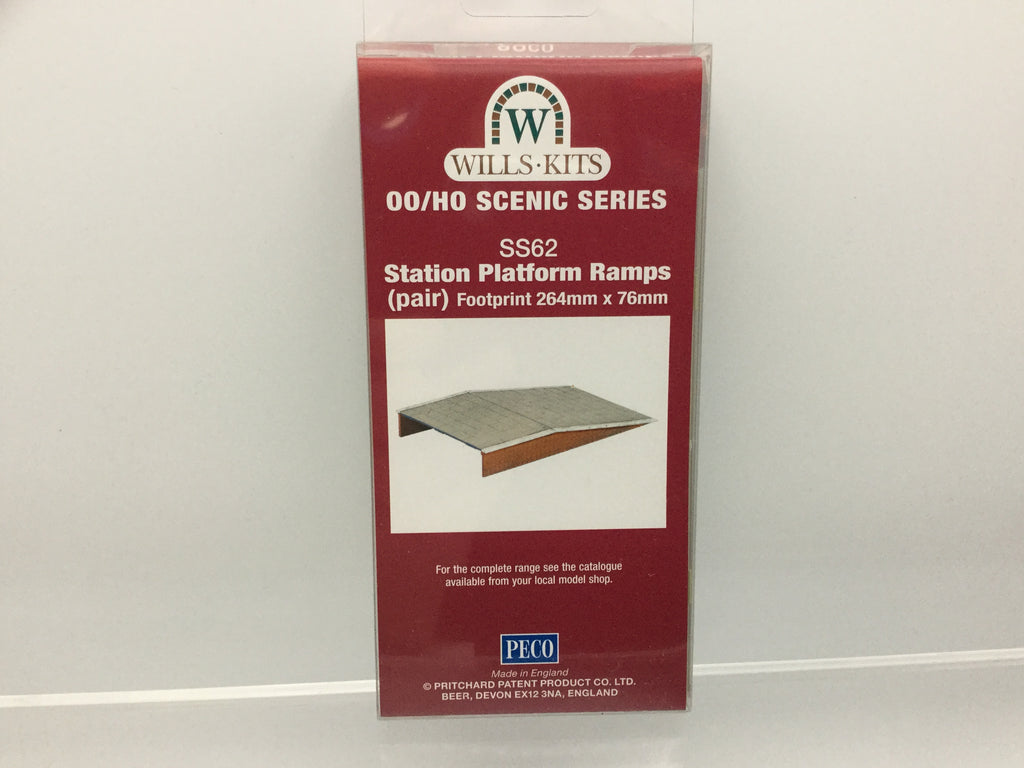 W
WILLS·KITS
OO/HO SCENIC SERIES
SS62
Station Platform Ramps
(pair) Footprint 264mm x 76mm
For the complete range see the catalogue
available from your local model shop.
PECO
Made in England
© PRITCHARD PATENT PRODUCT CO. LTD.
BEER, DEVON EX12 3NA, ENGLAND